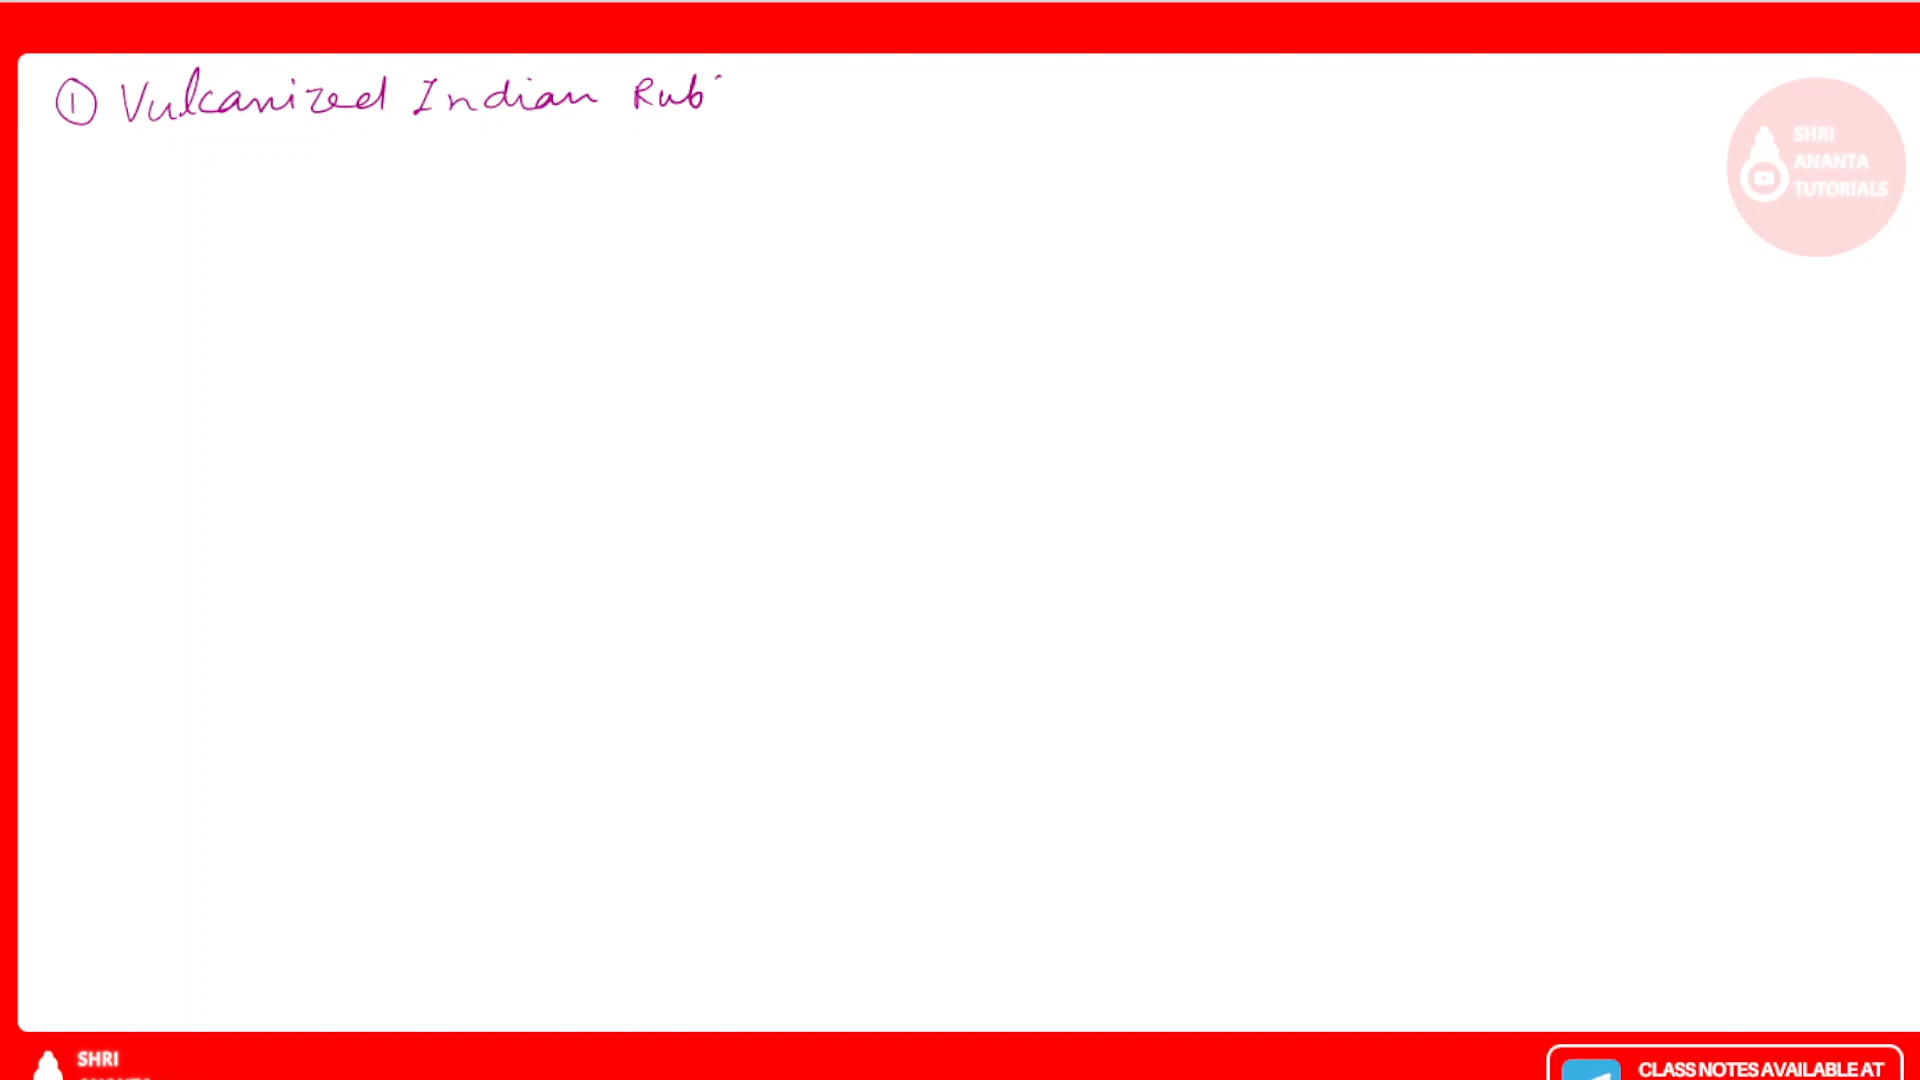 ① Vulcanized Indian Rub
SHRI
ANANTA
TUTORIALS
SHRI
CLASS NOTES AVAILABLE AT